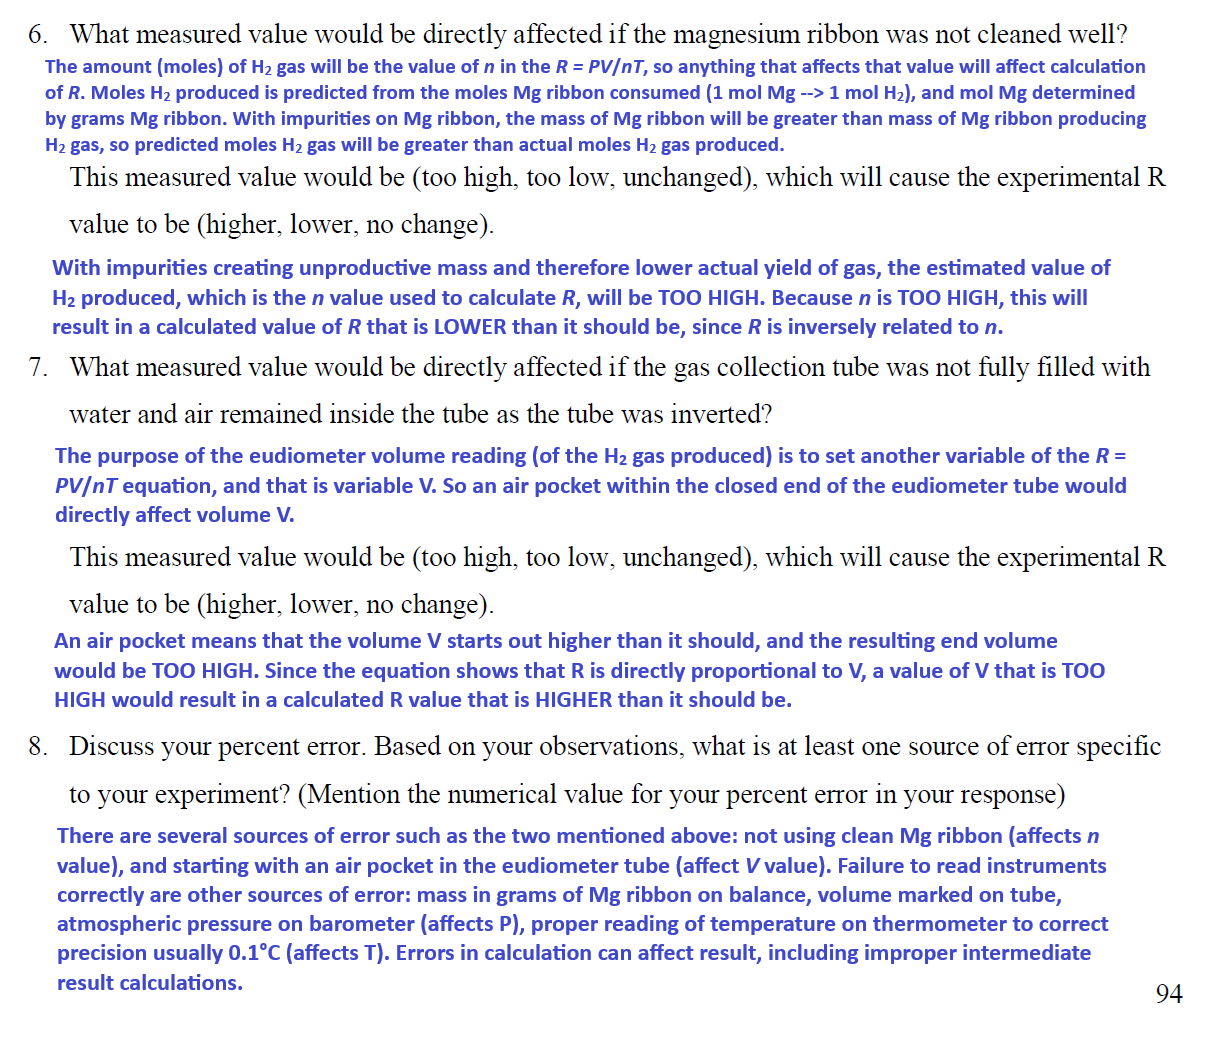 6. What measured value would be directly affected if the magnesium ribbon was not cleaned well?
The amount (moles) of H₂ gas will be the value of n in the R = PV/nT, so anything that affects that value will affect calculation
of R. Moles H₂ produced is predicted from the moles Mg ribbon consumed (1 mol Mg --> 1 mol H₂), and mol Mg determined
by grams Mg ribbon. With impurities on Mg ribbon, the mass of Mg ribbon will be greater than mass of Mg ribbon producing
H₂ gas, so predicted moles H₂ gas will be greater than actual moles H₂ gas produced.
This measured value would be (too high, too low, unchanged), which will cause the experimental R
value to be (higher, lower, no change).
With impurities creating unproductive mass and therefore lower actual yield of gas, the estimated value of
H₂ produced, which is the n value used to calculate R, will be TOO HIGH. Because n is TOO HIGH, this will
result in a calculated value of R that is LOWER than it should be, since R is inversely related to n.
7. What measured value would be directly affected if the gas collection tube was not fully filled with
water and air remained inside the tube as the tube was inverted?
The purpose of the eudiometer volume reading (of the H₂ gas produced) is to set another variable of the R =
PV/nT equation, and that is variable V. So an air pocket within the closed end of the eudiometer tube would
directly affect volume V.
This measured value would be (too high, too low, unchanged), which will cause the experimental R
value to be (higher, lower, no change).
An air pocket means that the volume V starts out higher than it should, and the resulting end volume
would be TOO HIGH. Since the equation shows that R is directly proportional to V, a value of V that is TOO
HIGH would result in a calculated R value that is HIGHER than it should be.
8. Discuss your percent error. Based on your observations, what is at least one source of error specific
to your experiment? (Mention the numerical value for your percent error in your response)
There are several sources of error such as the two mentioned above: not using clean Mg ribbon (affects n
value), and starting with an air pocket in the eudiometer tube (affect V value). Failure to read instruments
correctly are other sources of error: mass in grams of Mg ribbon on balance, volume marked on tube,
atmospheric pressure on barometer (affects P), proper reading of temperature on thermometer to correct
precision usually 0.1°C (affects T). Errors in calculation can affect result, including improper intermediate
result calculations.
94